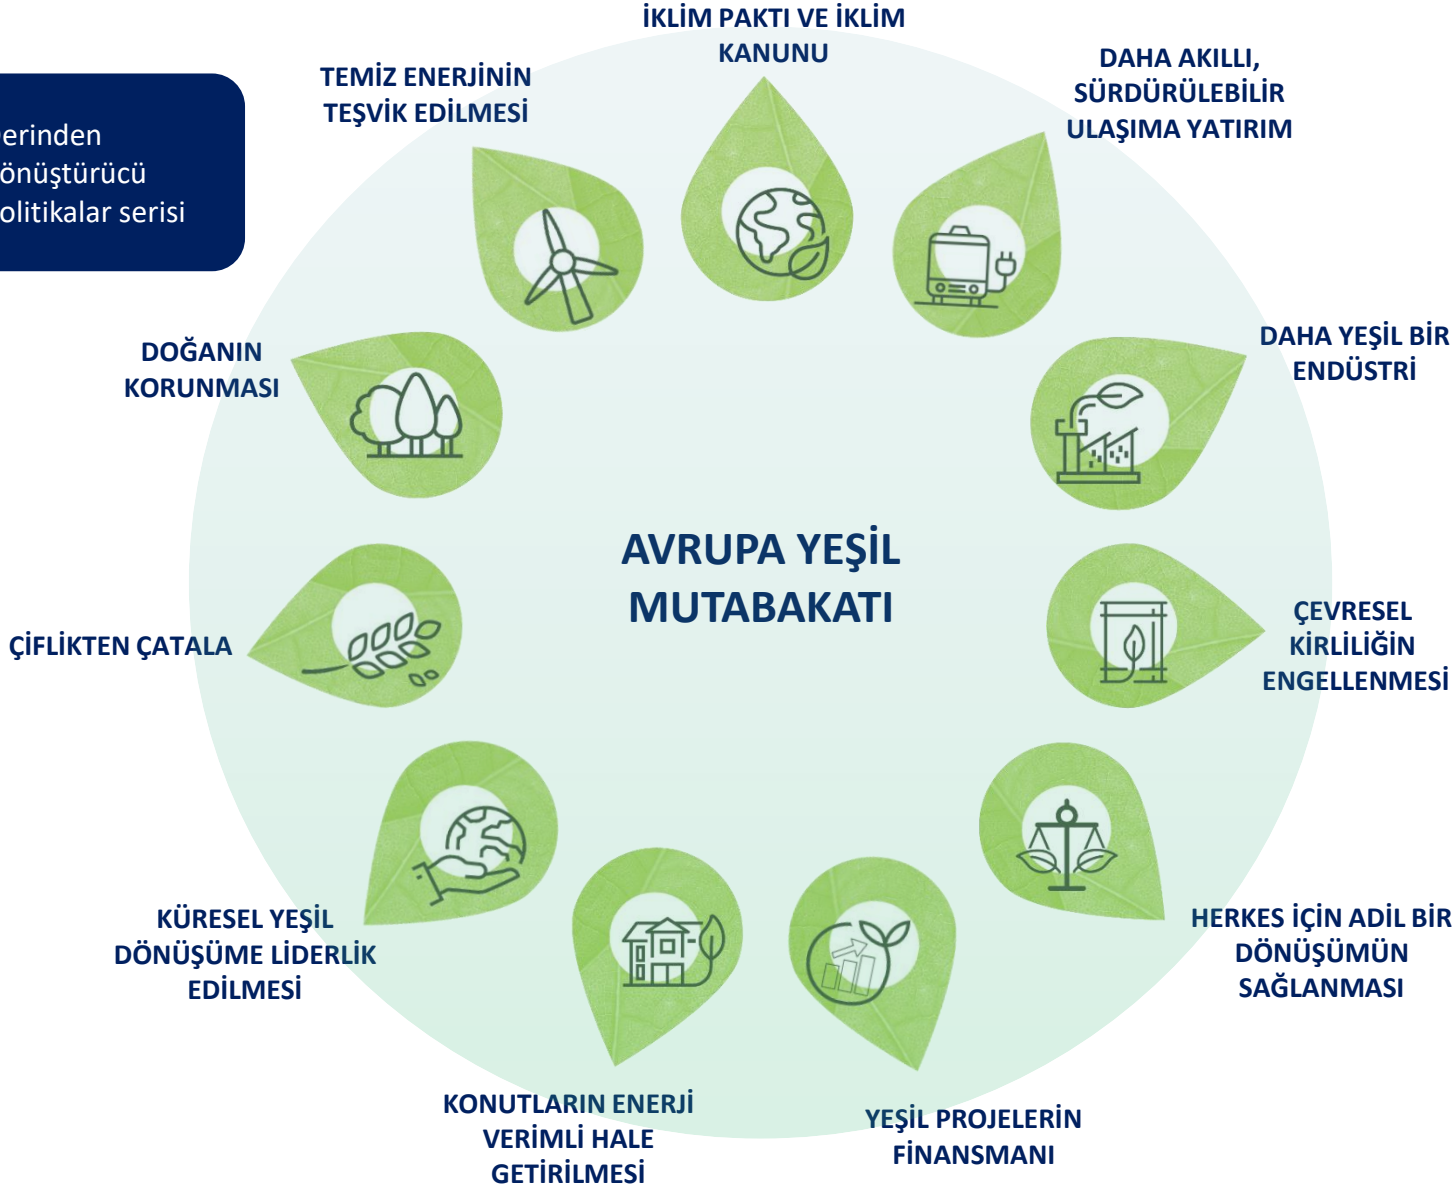 İKLİM PAKTI VE İKLİM
KANUNU
TEMİZ ENERJİNİN
TEŞVİK EDİLMESİ
DAHA AKILLI,
SÜRDÜRÜLEBİLİR
ULAŞIMA YATIRIM
erinden
önüştürücü
olitikalar serisi
DOĞANIN
KORUNMASI
DAHA YEŞİL BİR
ENDÜSTRİ
AVRUPA YEŞİL
MUTABAKATI
ÇİFLİKTEN ÇATALA
ÇEVRESEL
KİRLİLİĞİN
ENGELLENMESİ
KÜRESEL YEŞİL
DÖNÜŞÜME LİDERLİK
EDİLMESİ
HERKES İÇİN ADİL BİR
DÖNÜŞÜMÜN
SAĞLANMASI
KONUTLARIN ENERJİ
VERİMLİ HALE
GETİRİLMESİ
YEŞİL PROJELERİN
FİNANSMANI